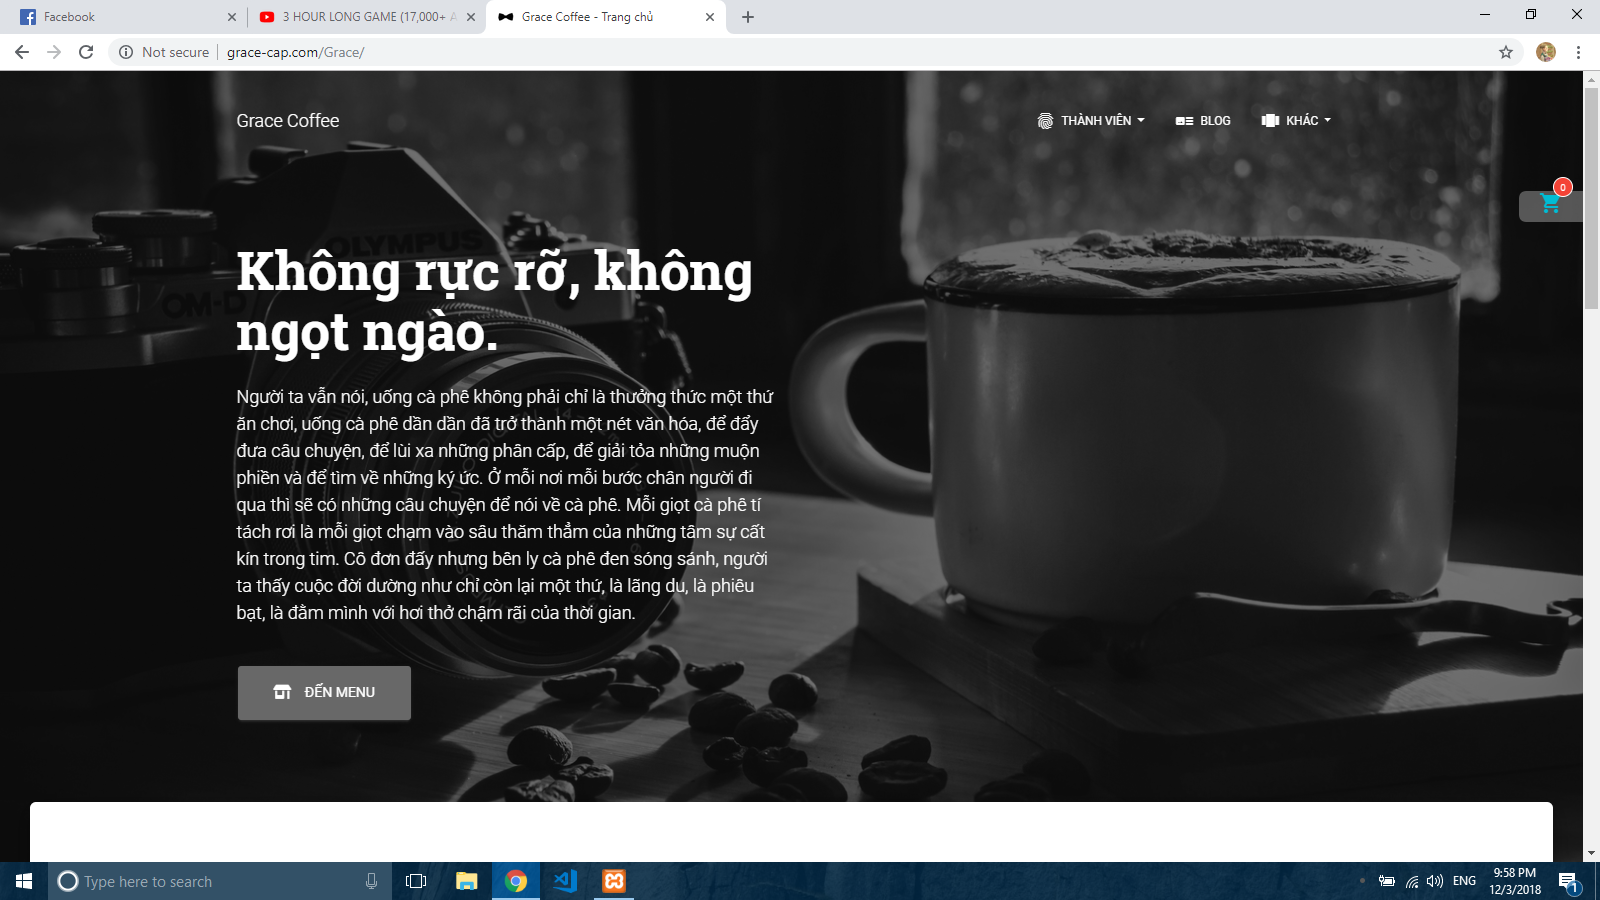 Facebook
3 HOUR LONG GAME (17,000+ A
Grace Coffee - Trang chủ
Not secure
grace-cap.com/Grace/
Grace Coffee
THÀNH VIÊN
BLOG
KHÁC
0
OLYMPUS
OM-D
Không rực rỡ, không
ngọt ngào.
Người ta vẫn nói, uống cà phê không phải chỉ là thưởng thức một thứ
ăn chơi, uống cà phê dần dần đã trở thành một nét văn hóa, để đẩy
đưa câu chuyện, để lùi xa những phân cấp, để giải tỏa những muộn
phiền và để tìm về những ký ức. Ở mỗi nơi mỗi bước chân người đi
qua thì sẽ có những câu chuyện để nói về cà phê. Mỗi giọt cà phê tí
tách rơi là mỗi giọt chạm vào sâu thăm thẳm của những tâm sự cất
kín trong tim. Cô đơn đấy nhưng bên ly cà phê đen sóng sánh, người
ta thấy cuộc đời dường như chỉ còn lại một thứ, là lãng du, là phiêu
bạt, là đằm mình với hơi thở chậm rãi của thời gian.
ĐẾN MENU
Type here to search
ENG
9:58 PM
12/3/2018
1